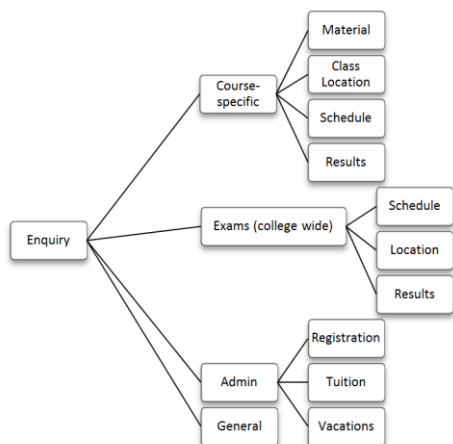 Enquiry
Course-
specific
Material
Class
Location
Schedule
Results
Exams (college wide)
Schedule
Location
Results
Admin
Registration
Tuition
Vacations
General